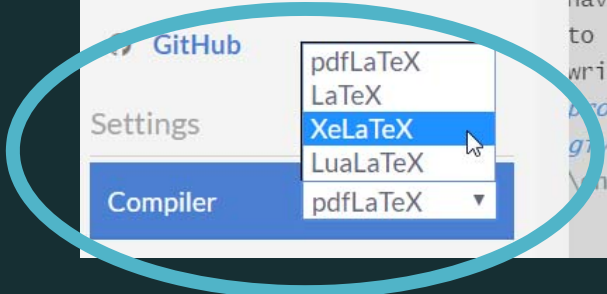 GitHub
Settings
Compiler
pdfLaTeX
LaTeX
XeLaTeX
LuaLaTeX
pdfLaTeX
to